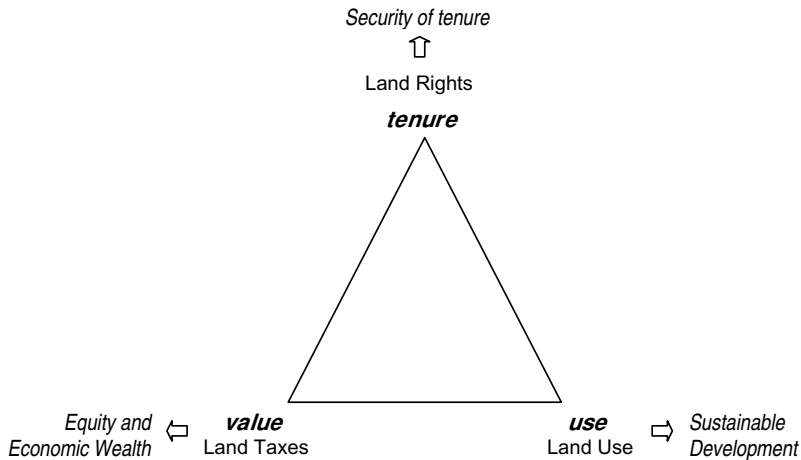 Security of tenure
Land Rights
tenure
Equity and
Economic Wealth
value
Land Taxes
use
Land Use
Sustainable
Development